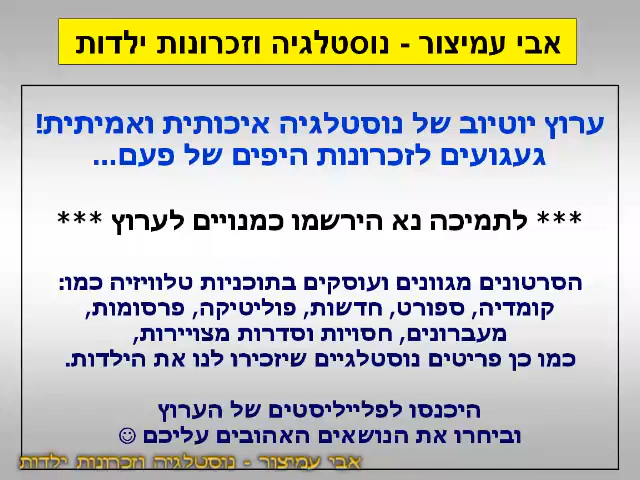 אבי עמיצור - נוסטלגיה וזכרונות ילדות
ערוץ יוטיוב של נוסטלגיה איכותית ואמיתית!
געגועים לזכרונות היפים של פעם...
*** לתמיכה נא הירשמו כמנויים לערוץ ***
הסרטונים מגוונים ועוסקים בתוכניות טלוויזיה כמו:
קומדיה, ספורט, חדשות, פוליטיקה, פרסומות,
מעברונים, חסויות וסדרות מצויירות,
כמו כן פריטים נוסטלגיים שיזכירו לנו את הילדות.
היכנסו לפלייליסטים של הערוץ
וביחרו את הנושאים האהובים עליכם ☺
אבי עמיצור - נוסטלגיה וזכרונות ילדות